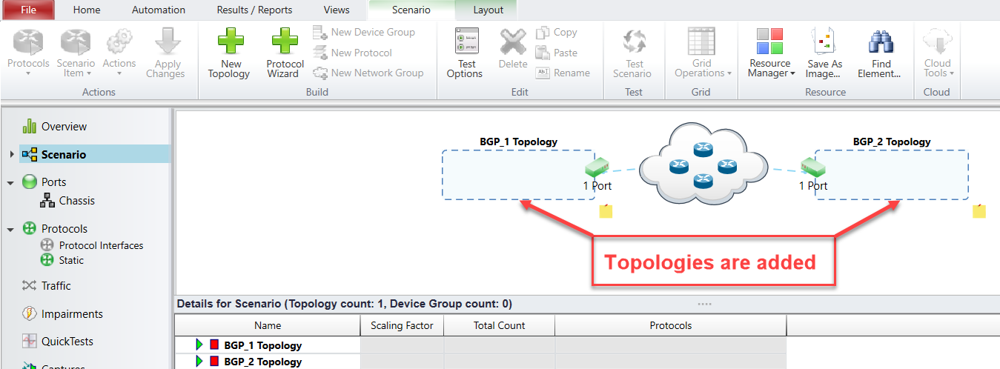 File Home Automation Results / Reports Views Scenario Layout
Protocols Scenario Item Actions Apply Changes
New Topology Protocol Wizard
New Device Group
New Protocol
New Network Group
Test Options Delete
Copy
Paste
Rename
Test Scenario
Grid Operations
Resource Manager Save As Image... Find Element...
Cloud Tools
Actions Build Edit Test Grid Resource Cloud
Overview
Scenario
Ports
Chassis
Protocols
Protocol Interfaces
Static
Traffic
Impairments
QuickTests
Captures
BGP_1 Topology BGP_2 Topology
1 Port 1 Port
Topologies are added
Details for Scenario (Topology count: 1, Device Group count: 0)
Name Scaling Factor Total Count Protocols
BGP_1 Topology
BGP_2 Topology